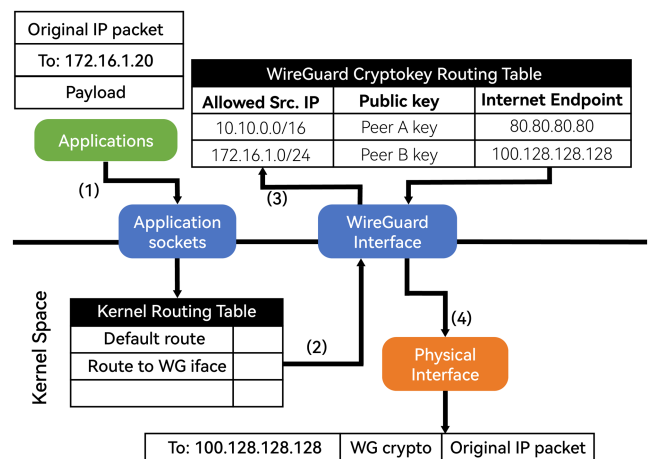 Original IP packet
To: 172.16.1.20
Payload
WireGuard Cryptokey Routing Table
Allowed Src. IP Public key Internet Endpoint
10.10.0.0/16 Peer A key 80.80.80.80
172.16.1.0/24 Peer B key 100.128.128.128
Applications
(1)
(3)
Application
sockets
WireGuard
Interface
Kernel Space
Kernel Routing Table
Default route
Route to WG iface
(2)
(4)
Physical
Interface
To: 100.128.128.128 WG crypto Original IP packet